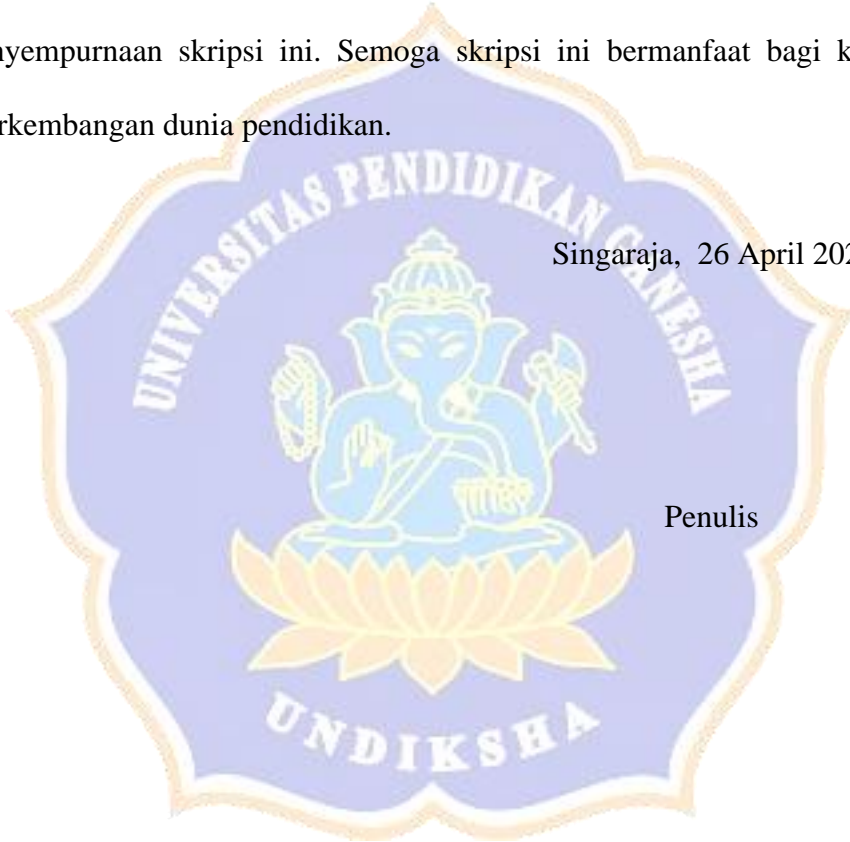 nyempurnaan skripsi ini. Semoga skripsi ini bermanfaat bagi k
rkembangan dunia pendidikan.
UNIVERSITAS PENDIDIKAN GANESHA
Singaraja, 26 April 202
Penulis
UNDIKSHA